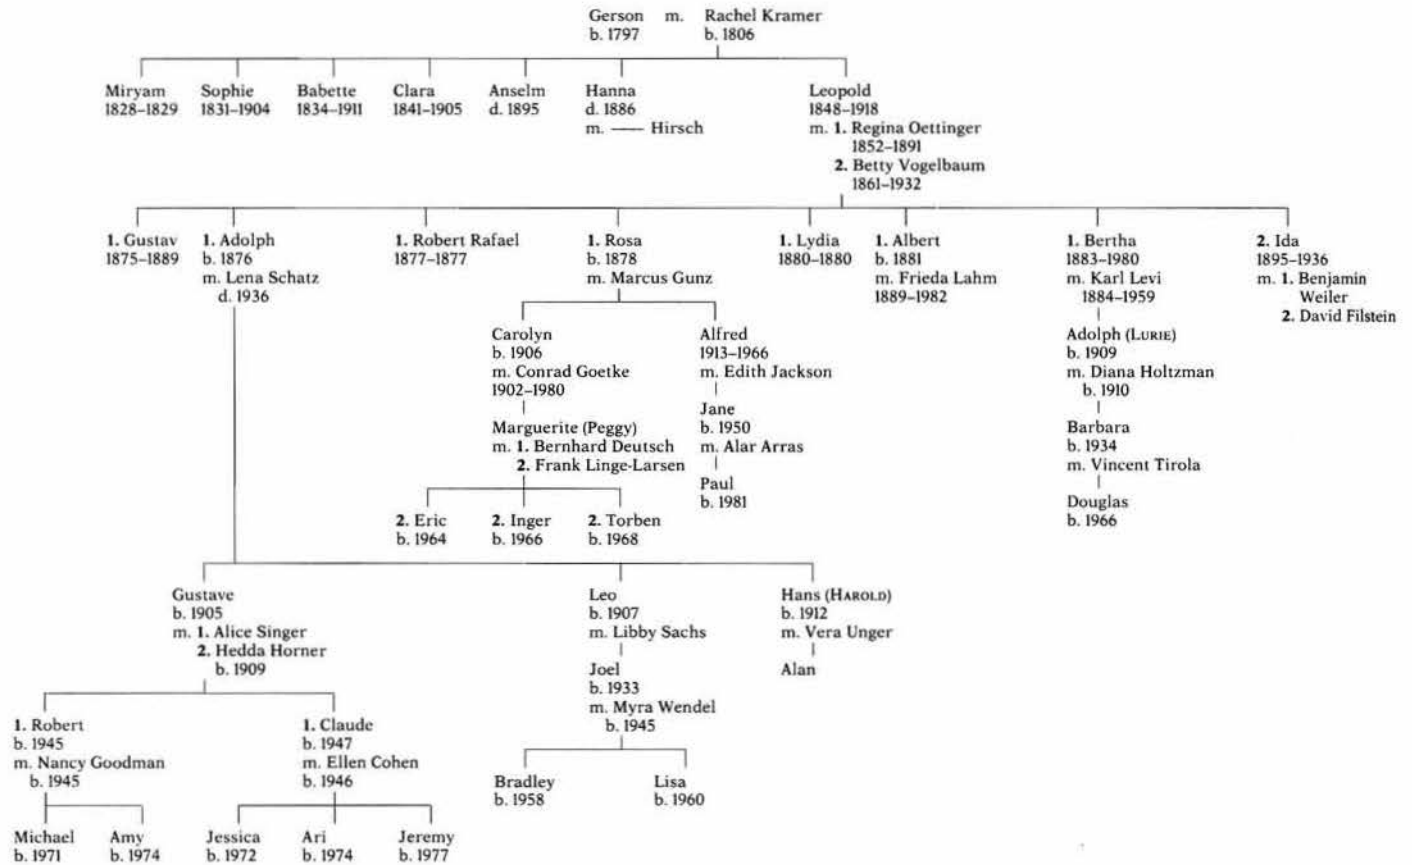 Gerson m. Rachel Kramer
b. 1797 b. 1806
Miryam Sophie Babette Clara Anselm Hanna Leopold
1828–1829 1831–1904 1834–1911 1841–1905 d. 1895 d. 1886 1848–1918
m. —— Hirsch m. 1. Regina Oettinger
1852–1891
2. Betty Vogelbaum
1861–1932
1. Gustav 1. Adolph 1. Robert Rafael 1. Rosa 1. Lydia 1. Albert 1. Bertha 2. Ida
1875–1889 b. 1876 1877–1877 b. 1878 1880–1880 b. 1881 1883–1980 1895–1936
m. Lena Schatz m. Marcus Gunz m. Frieda Lahm m. Karl Levi m. 1. Benjamin
d. 1936 1889–1982 1884–1959 Weiler
2. David Filstein
Carolyn Alfred Adolph (LURIE)
b. 1906 1913–1966 b. 1909
m. Conrad Goetke m. Edith Jackson m. Diana Holtzman
1902–1980 b. 1910
Jane
Marguerite (Peggy) b. 1950 Barbara
m. 1. Bernhard Deutsch m. Alar Arras b. 1934
2. Frank Linge-Larsen m. Vincent Tirola
Paul
b. 1981 Douglas
2. Eric 2. Inger 2. Torben b. 1966
b. 1964 b. 1966 b. 1968
Gustave Leo Hans (HAROLD)
b. 1905 b. 1907 b. 1912
m. 1. Alice Singer m. Libby Sachs m. Vera Unger
2. Hedda Horner
b. 1909 Joel Alan
b. 1933
m. Myra Wendel
b. 1945
1. Robert 1. Claude
b. 1945 b. 1947
m. Nancy Goodman m. Ellen Cohen
b. 1945 b. 1946
Bradley Lisa
b. 1958 b. 1960
Michael Amy Jessica Ari Jeremy
b. 1971 b. 1974 b. 1972 b. 1974 b. 1977